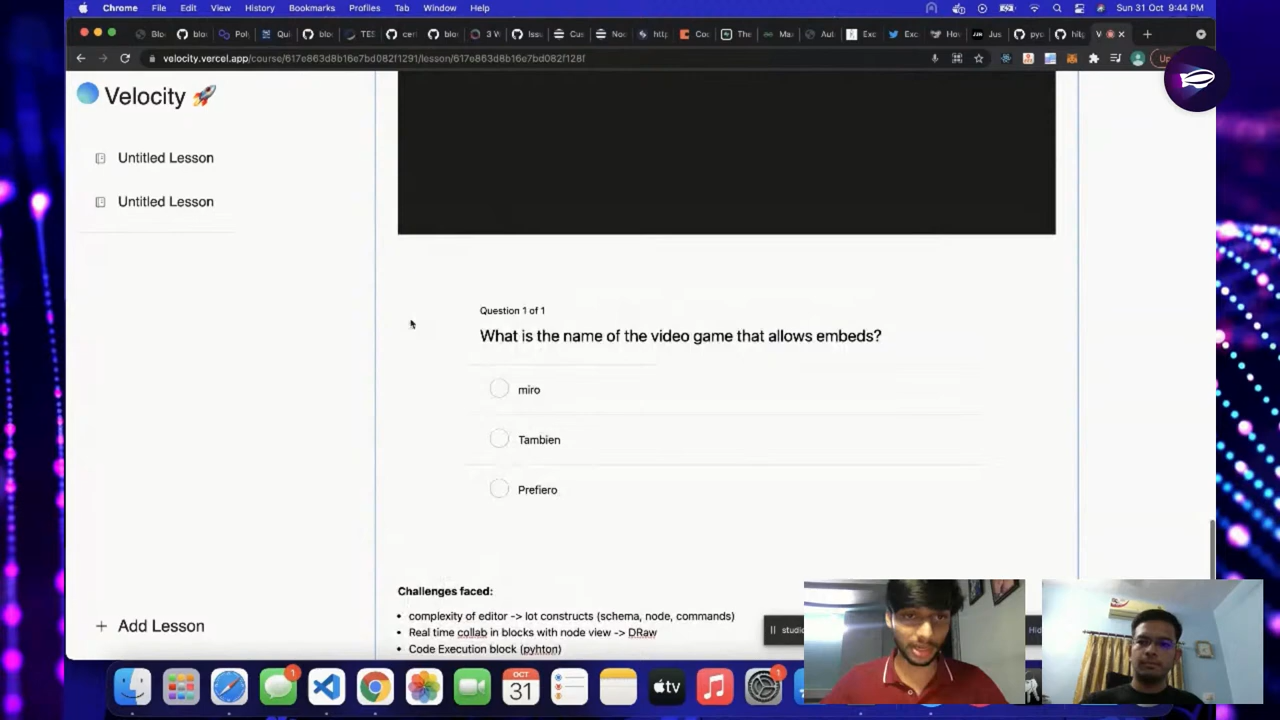 Chrome File Edit View History Bookmarks Profiles Tab Window Help Sun 31 Oct 9:44 PM
velocity.vercel.app/course/617e863d8b16e7bd082f1291/lesson/617e863d8b16e7bd082f128f
Velocity
Untitled Lesson
Untitled Lesson
Question 1 of 1
What is the name of the video game that allows embeds?
miro
Tambien
Prefiero
Challenges faced:
complexity of editor -> lot constructs (schema, node, commands)
Real time collab in blocks with node view -> DRaw
Code Execution block (pyhton)
Add Lesson
OCT
31
tv